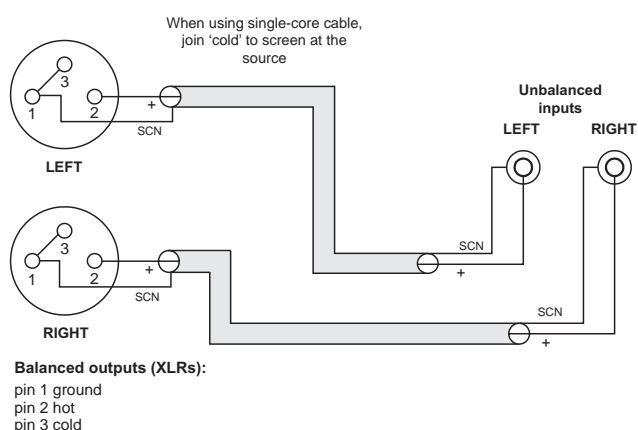 When using single-core cable,
join ‘cold’ to screen at the
source
3
1
2
+
SCN
LEFT
Unbalanced
inputs
LEFT
RIGHT
3
1
2
+
SCN
RIGHT
SCN
+
SCN
+
Balanced outputs (XLRs):
pin 1 ground
pin 2 hot
pin 3 cold